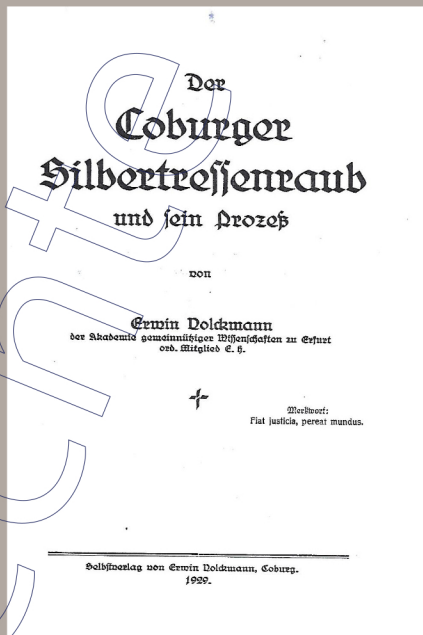 Der
Coburger
Silbertressenraub
und sein Prozeß
von
Erwin Volckmann
der Akademie gemeinnütziger Wissenschaften zu Erfurt
ord. Mitglied E. h.
Merkwort:
Fiat justicia, pereat mundus.
Selbstverlag von Erwin Volckmann, Coburg.
1929.